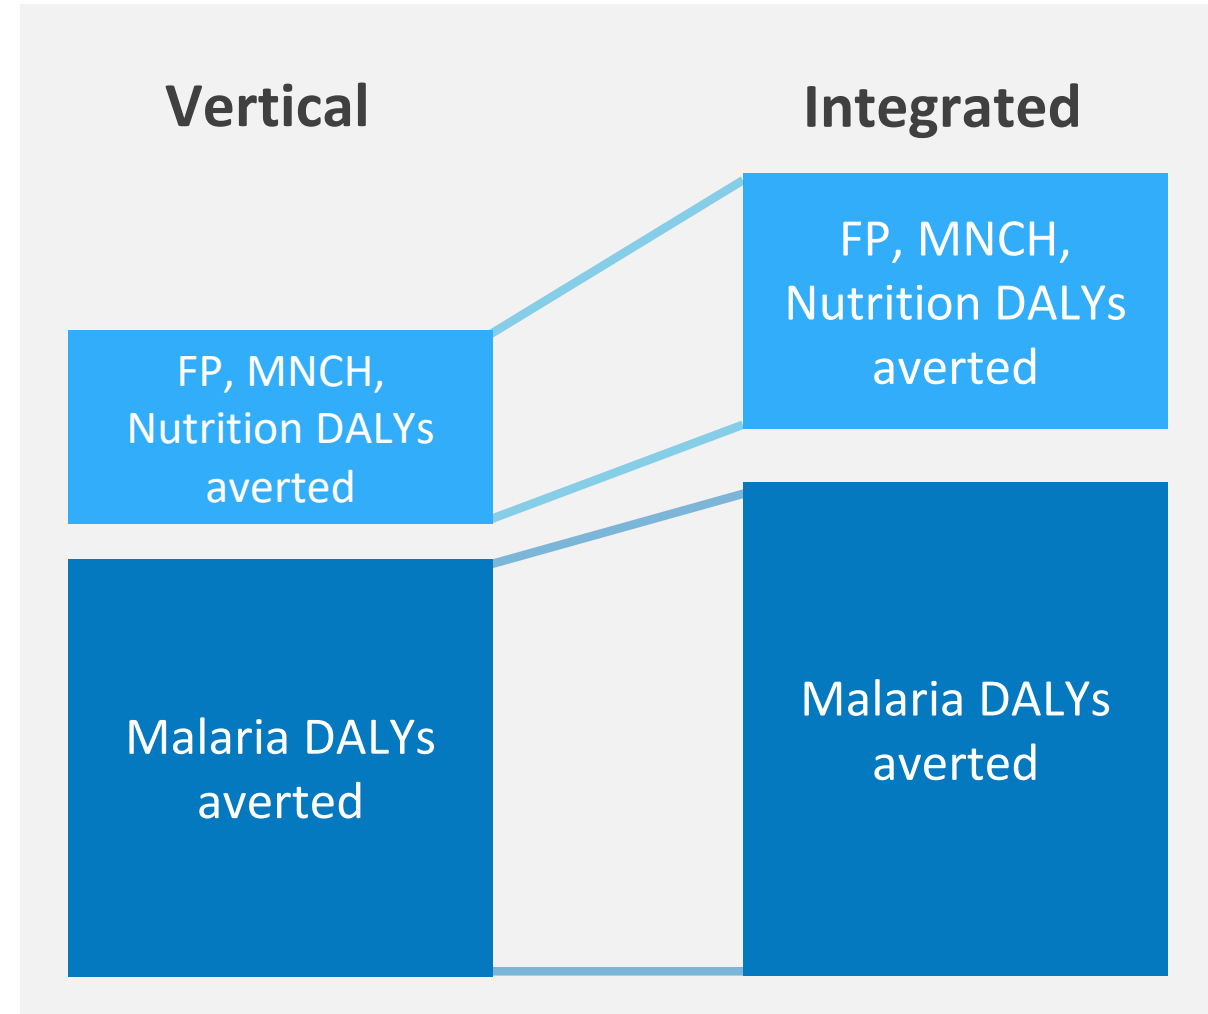 Vertical
Integrated
FP, MNCH,
Nutrition DALYs
averted
FP, MNCH,
Nutrition DALYs
averted
Malaria DALYs
averted
Malaria DALYs
averted